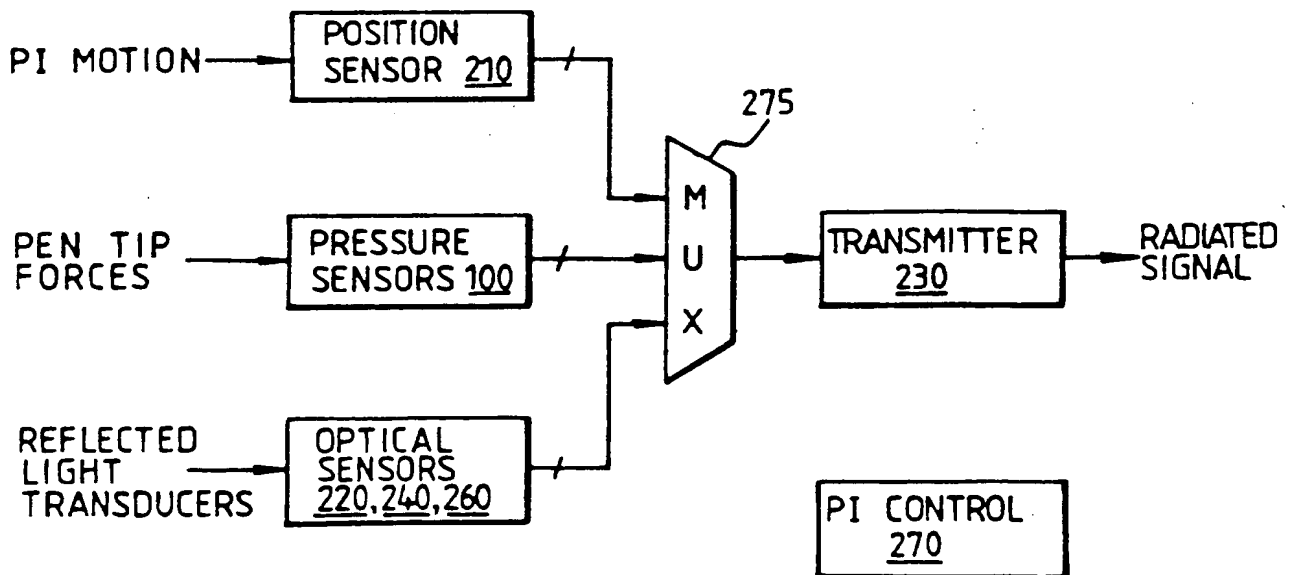 PI MOTION
POSITION
SENSOR 210
275
PEN TIP
FORCES
PRESSURE
SENSORS 100
M
U
X
TRANSMITTER
230
RADIATED
SIGNAL
REFLECTED
LIGHT
TRANSDUCERS
OPTICAL
SENSORS
220, 240, 260
PI CONTROL
270